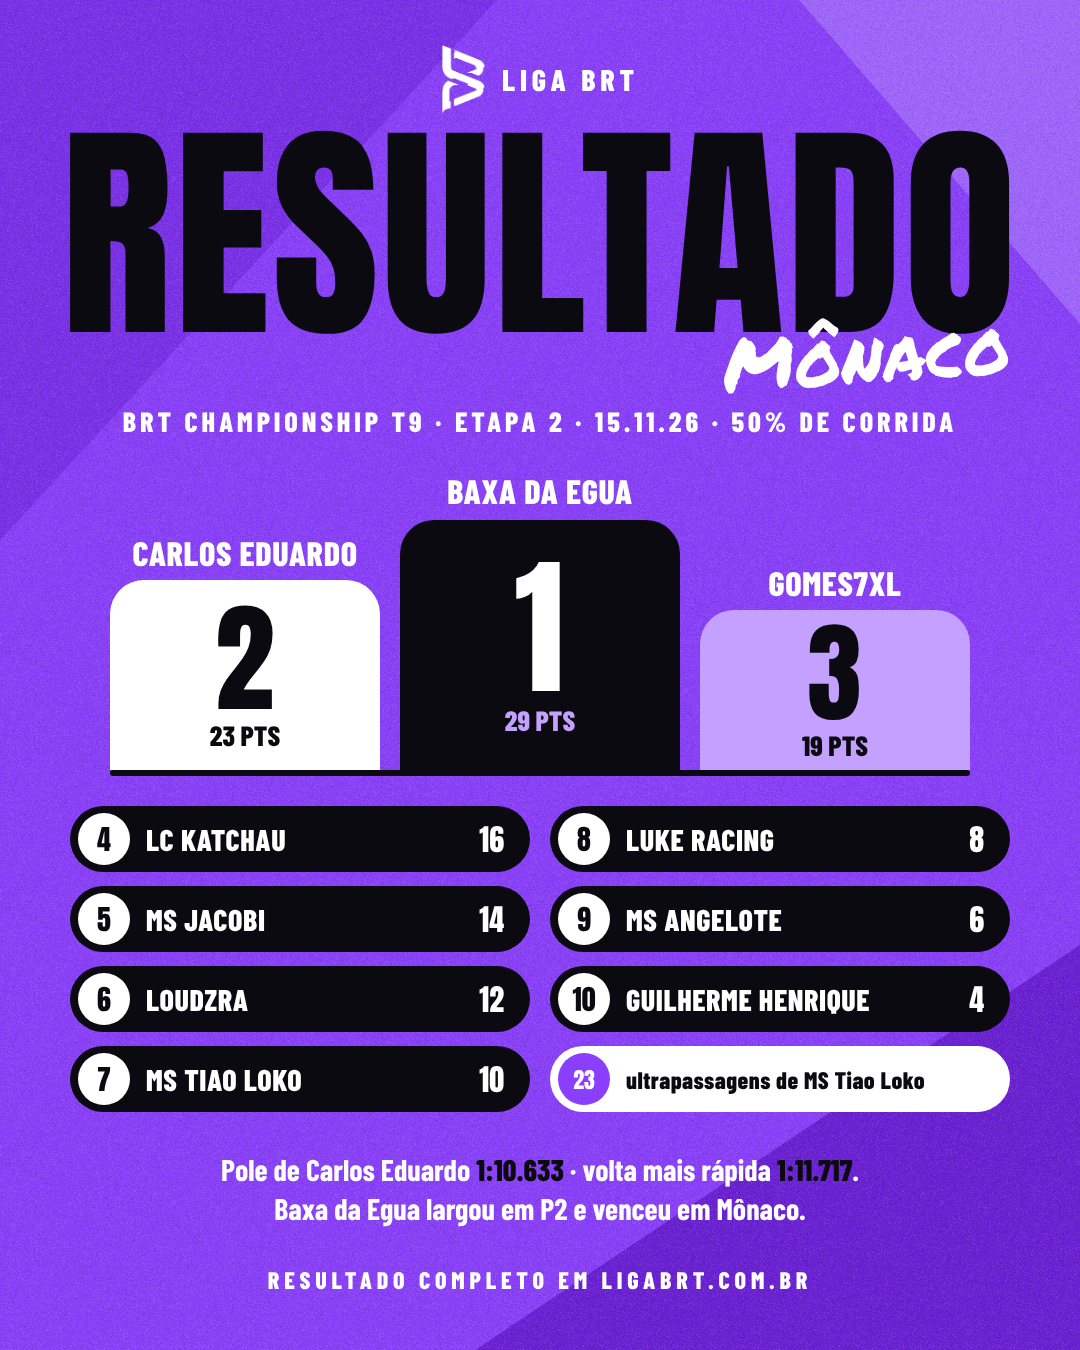 LIGA BRT
RESULTADO
MÔNACO
BRT CHAMPIONSHIP T9 · ETAPA 2 · 15.11.26 · 50% DE CORRIDA
BAXA DA EGUA
1
29 PTS
CARLOS EDUARDO
2
23 PTS
GOMES7XL
3
19 PTS
4 LC KATCHAU 16
5 MS JACOBI 14
6 LOUDZRA 12
7 MS TIAO LOKO 10
8 LUKE RACING 8
9 MS ANGELOTE 6
10 GUILHERME HENRIQUE 4
23 ultrapassagens de MS Tiao Loko
Pole de Carlos Eduardo 1:10.633 · volta mais rápida 1:11.717.
Baxa da Egua largou em P2 e venceu em Mônaco.
RESULTADO COMPLETO EM LIGABRT.COM.BR